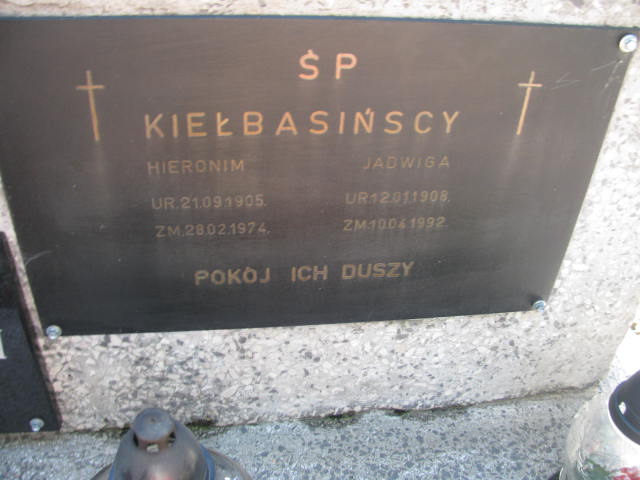 ŚP
KIEŁBASIŃSCY
HIERONIM JADWIGA
UR.21.09.1905. UR.12.01.1908.
ZM.28.02.1974. ZM.10.04.1992.
POKÓJ ICH DUSZY